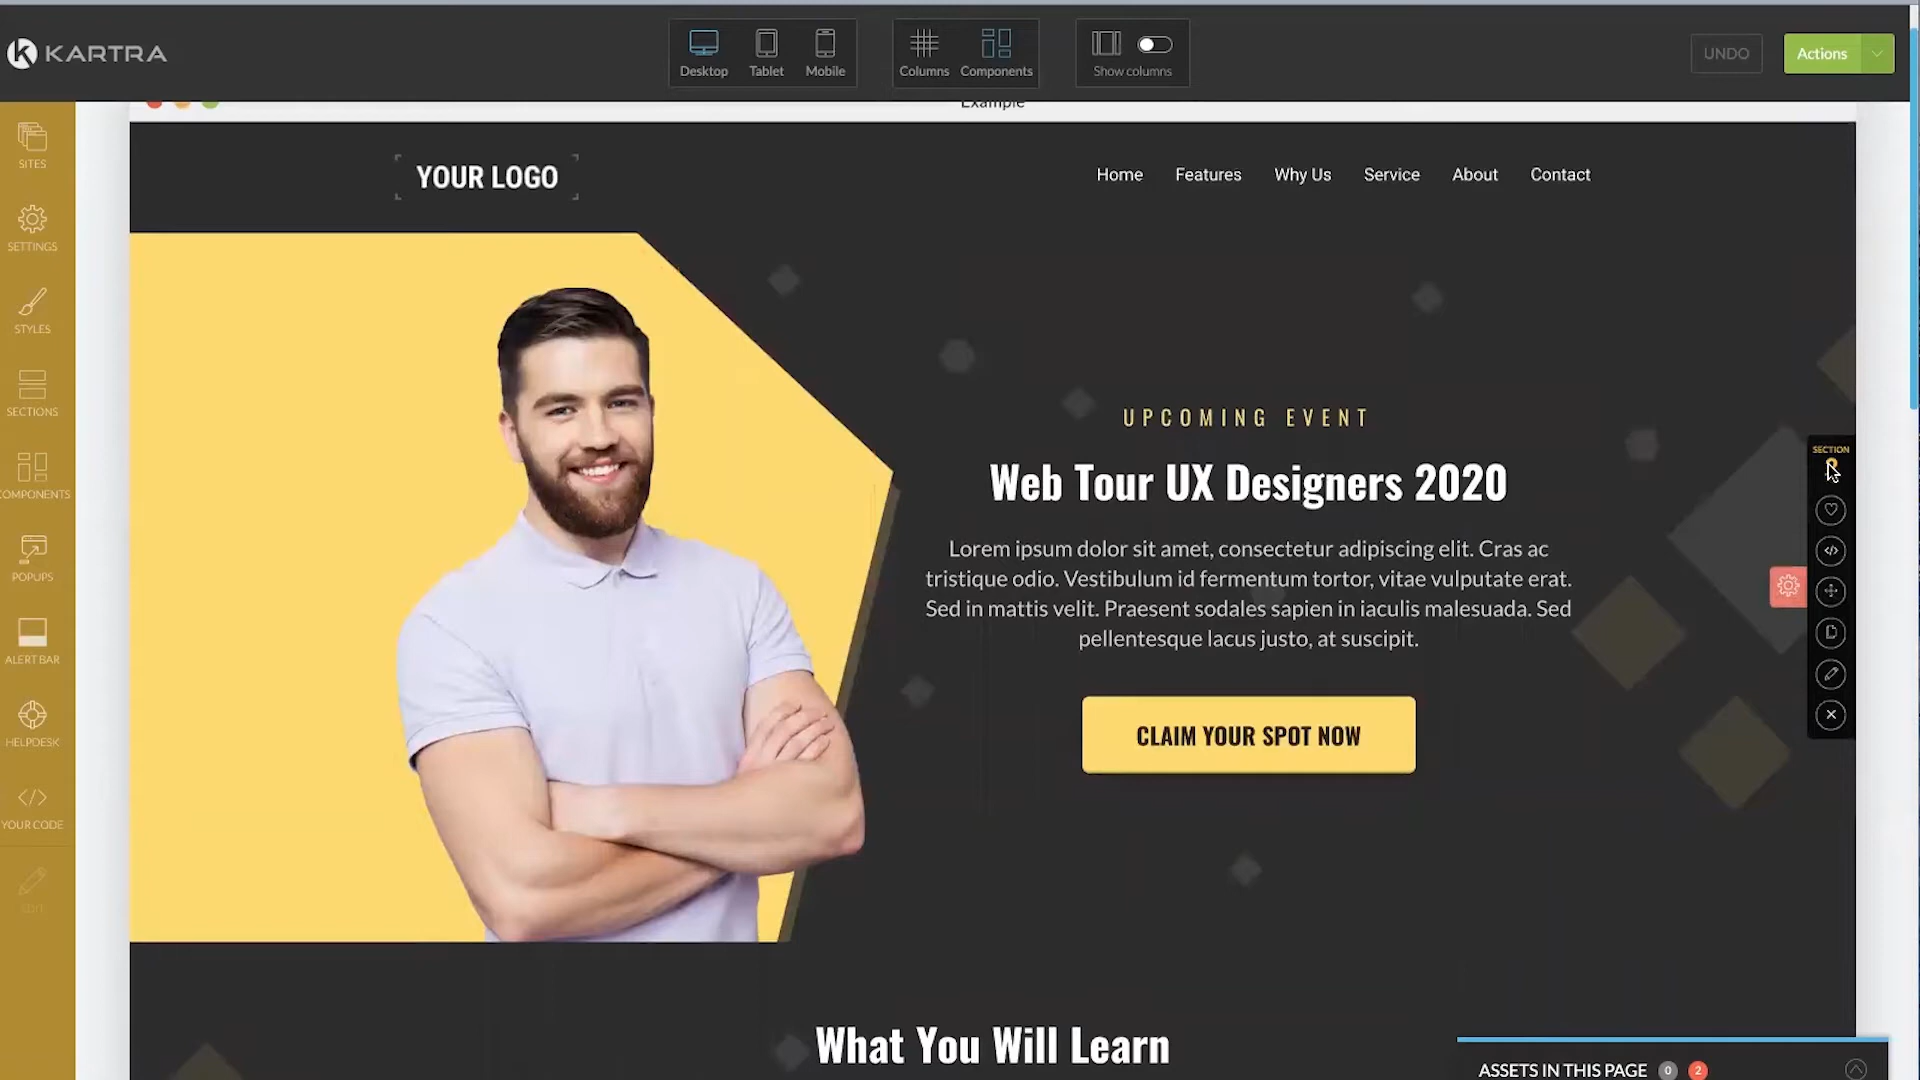 KARTRA
Desktop
Tablet
Mobile
Columns
Components
Show columns
UNDO
Actions
Example
SITES
SETTINGS
STYLES
SECTIONS
COMPONENTS
POPUPS
ALERT BAR
HELPDESK
YOUR CODE
EDIT
YOUR LOGO
Home
Features
Why Us
Service
About
Contact
UPCOMING EVENT
Web Tour UX Designers 2020
Lorem ipsum dolor sit amet, consectetur adipiscing elit. Cras ac
tristique odio. Vestibulum id fermentum tortor, vitae vulputate erat.
Sed in mattis velit. Praesent sodales sapien in iaculis malesuada. Sed
pellentesque lacus justo, at suscipit.
CLAIM YOUR SPOT NOW
SECTION
What You Will Learn
ASSETS IN THIS PAGE 0 2